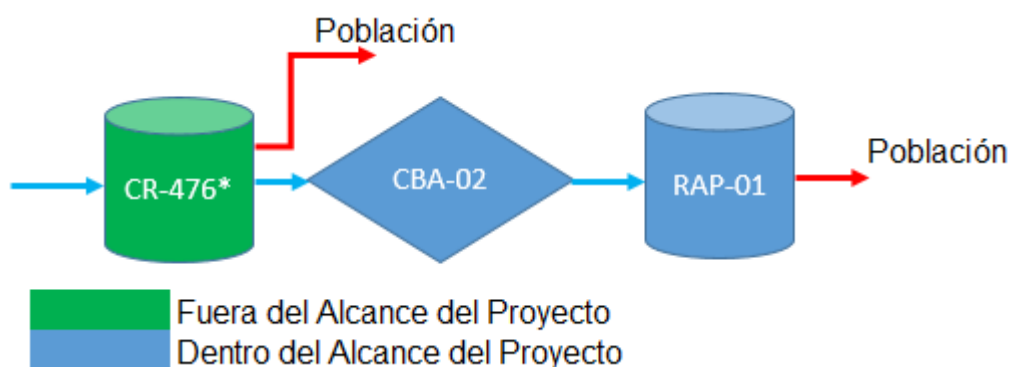 Población
CR-476*
CBA-02
RAP-01
Población
Fuera del Alcance del Proyecto
Dentro del Alcance del Proyecto